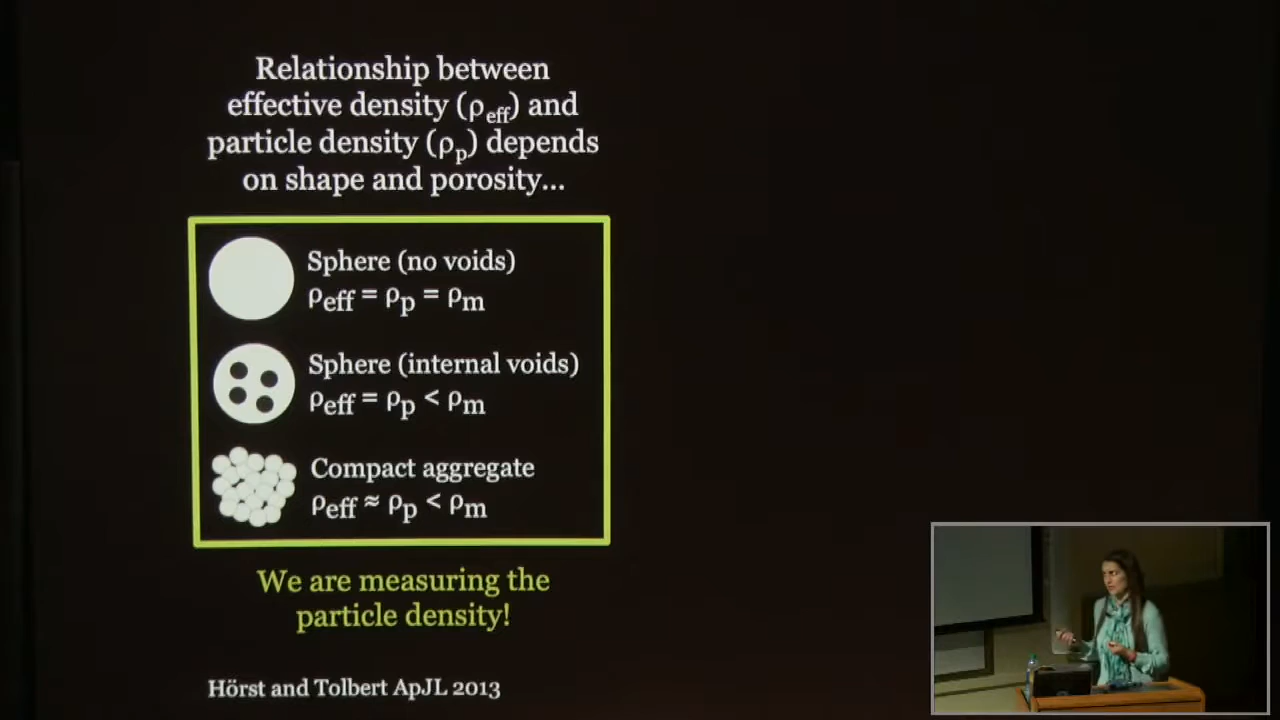 Relationship between
effective density (ρeff) and
particle density (ρp) depends
on shape and porosity...
Sphere (no voids)
ρeff = ρp = ρm
Sphere (internal voids)
ρeff = ρp < ρm
Compact aggregate
ρeff ≈ ρp < ρm
We are measuring the
particle density!
Hörst and Tolbert ApJL 2013